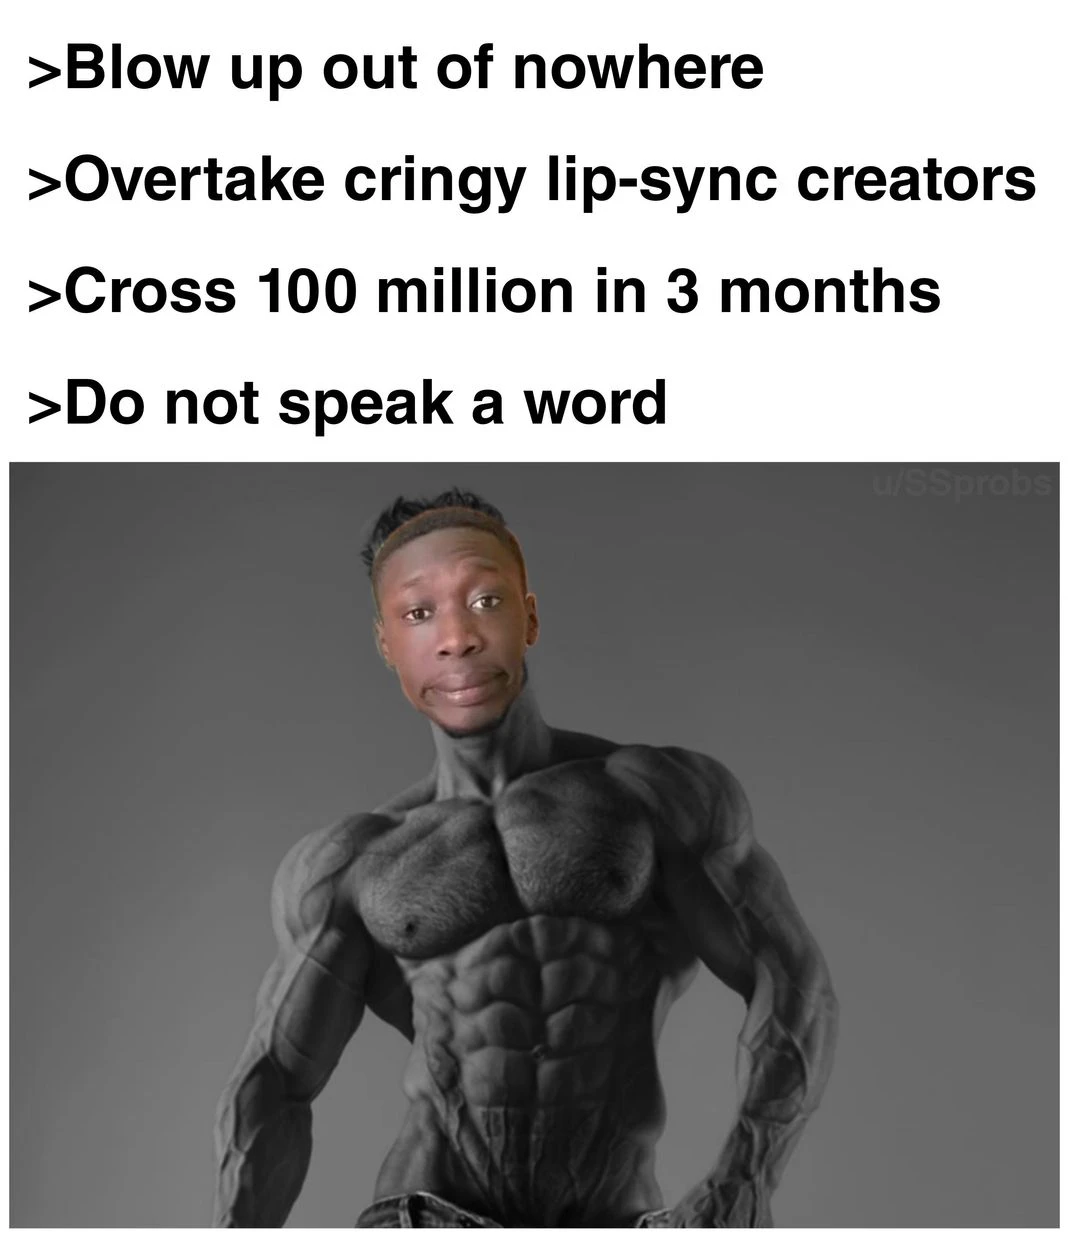 >Blow up out of nowhere
>Overtake cringy lip-sync creators
>Cross 100 million in 3 months
>Do not speak a word
u/SSprobs